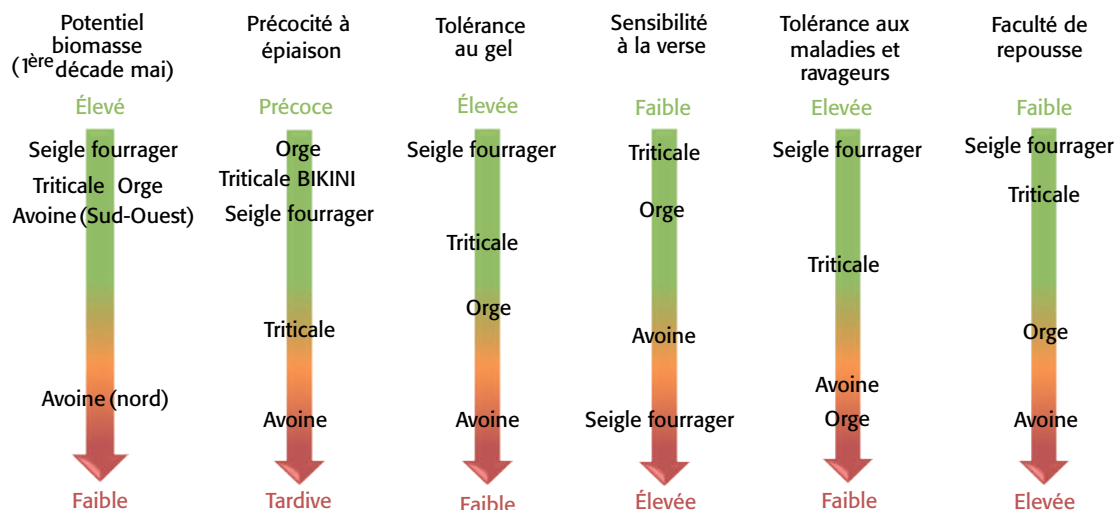 Potentiel
biomasse
(1ère décade mai)
Élevé
Seigle fourrager
Triticale Orge
Avoine (Sud-Ouest)
Avoine (nord)
Faible
Précocité à
épiaison
Précoce
Orge
Triticale BIKINI
Seigle fourrager
Triticale
Avoine
Tardive
Tolérance
au gel
Élevée
Seigle fourrager
Triticale
Orge
Avoine
Faible
Sensibilité
à la verse
Faible
Triticale
Orge
Avoine
Seigle fourrager
Élevée
Tolérance aux
maladies et
ravageurs
Elevée
Seigle fourrager
Triticale
Avoine
Orge
Faible
Faculté de
repousse
Faible
Seigle fourrager
Triticale
Orge
Avoine
Elevée